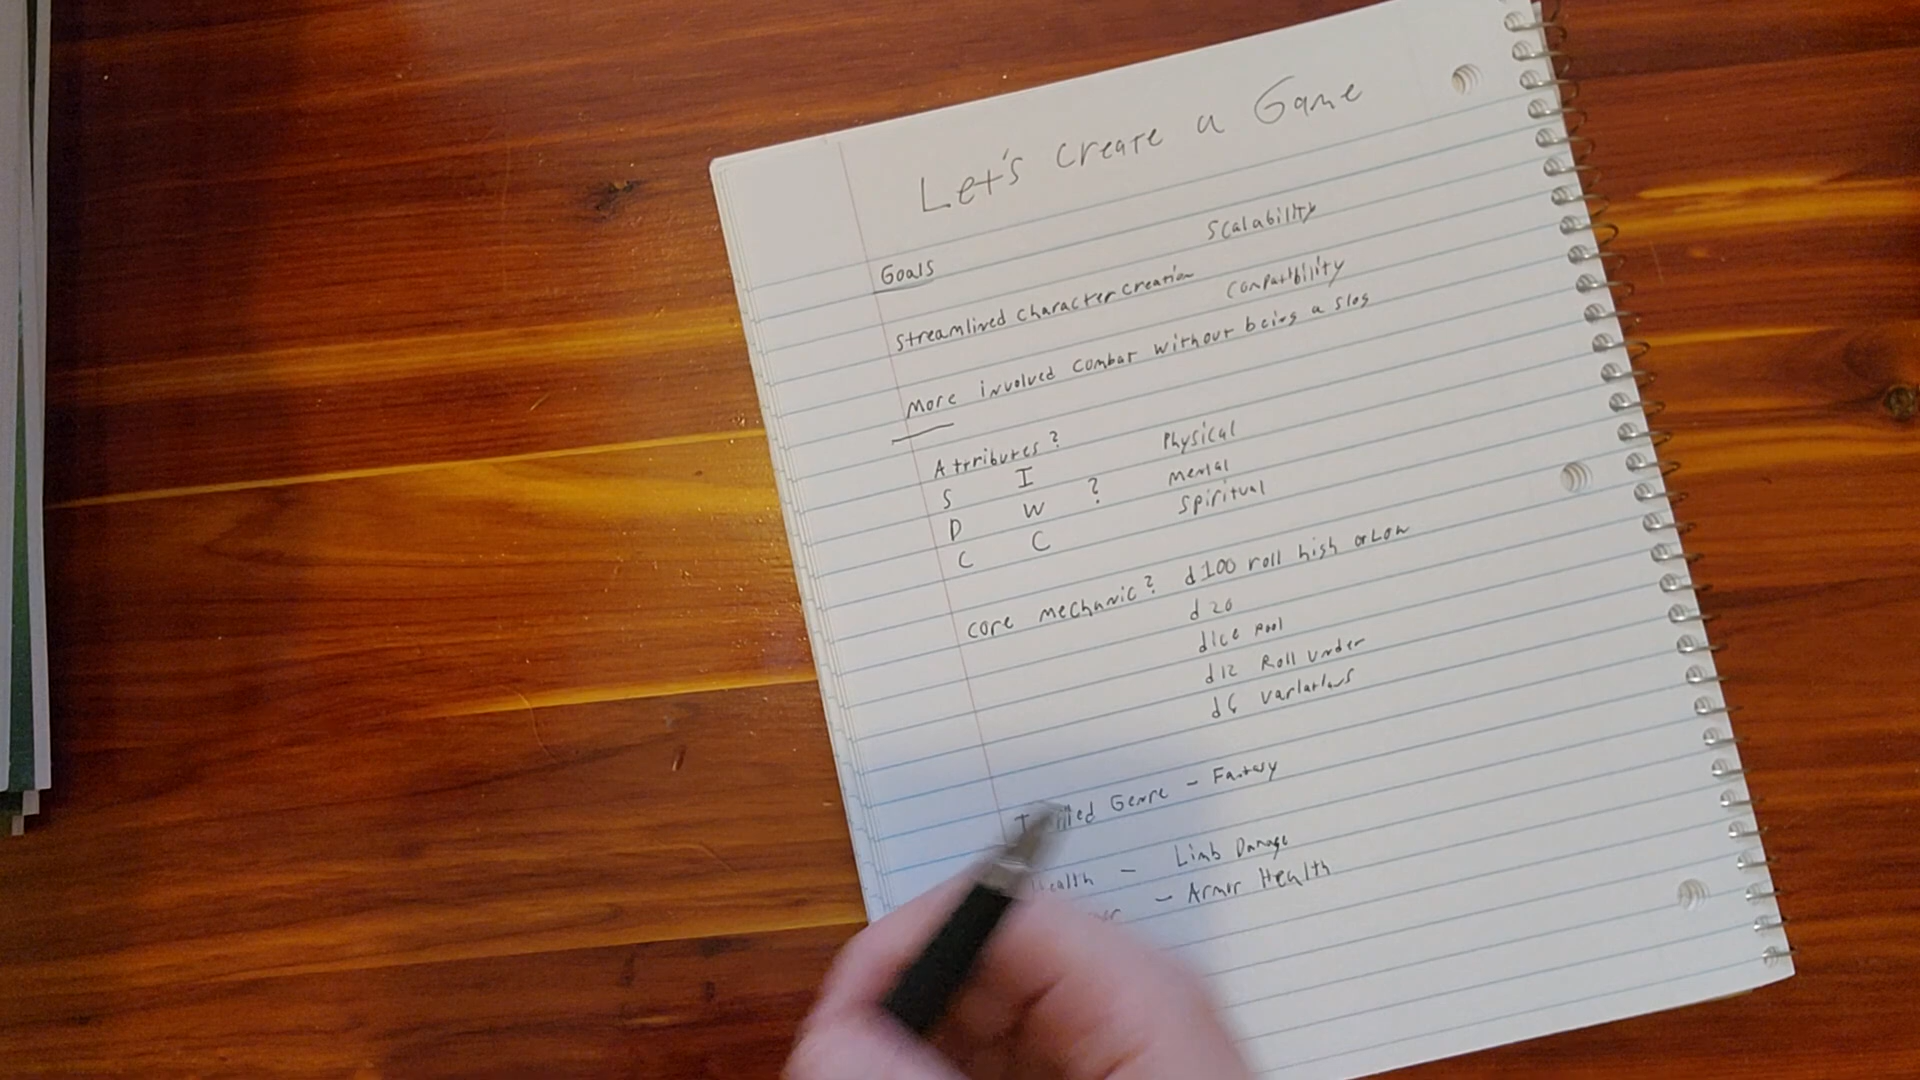 Let's create a Game
Goals
Scalability
Streamlined character creation
compatibility
More involved combat without being a slog
Attributes?
S I Physical
D W ? mental
C C Spiritual
core mechanic? d100 roll high or Low
d20
dice pool
d12 Roll under
d6 variations
Genre - Fantasy
Health - Limb Damage
- Armor Health